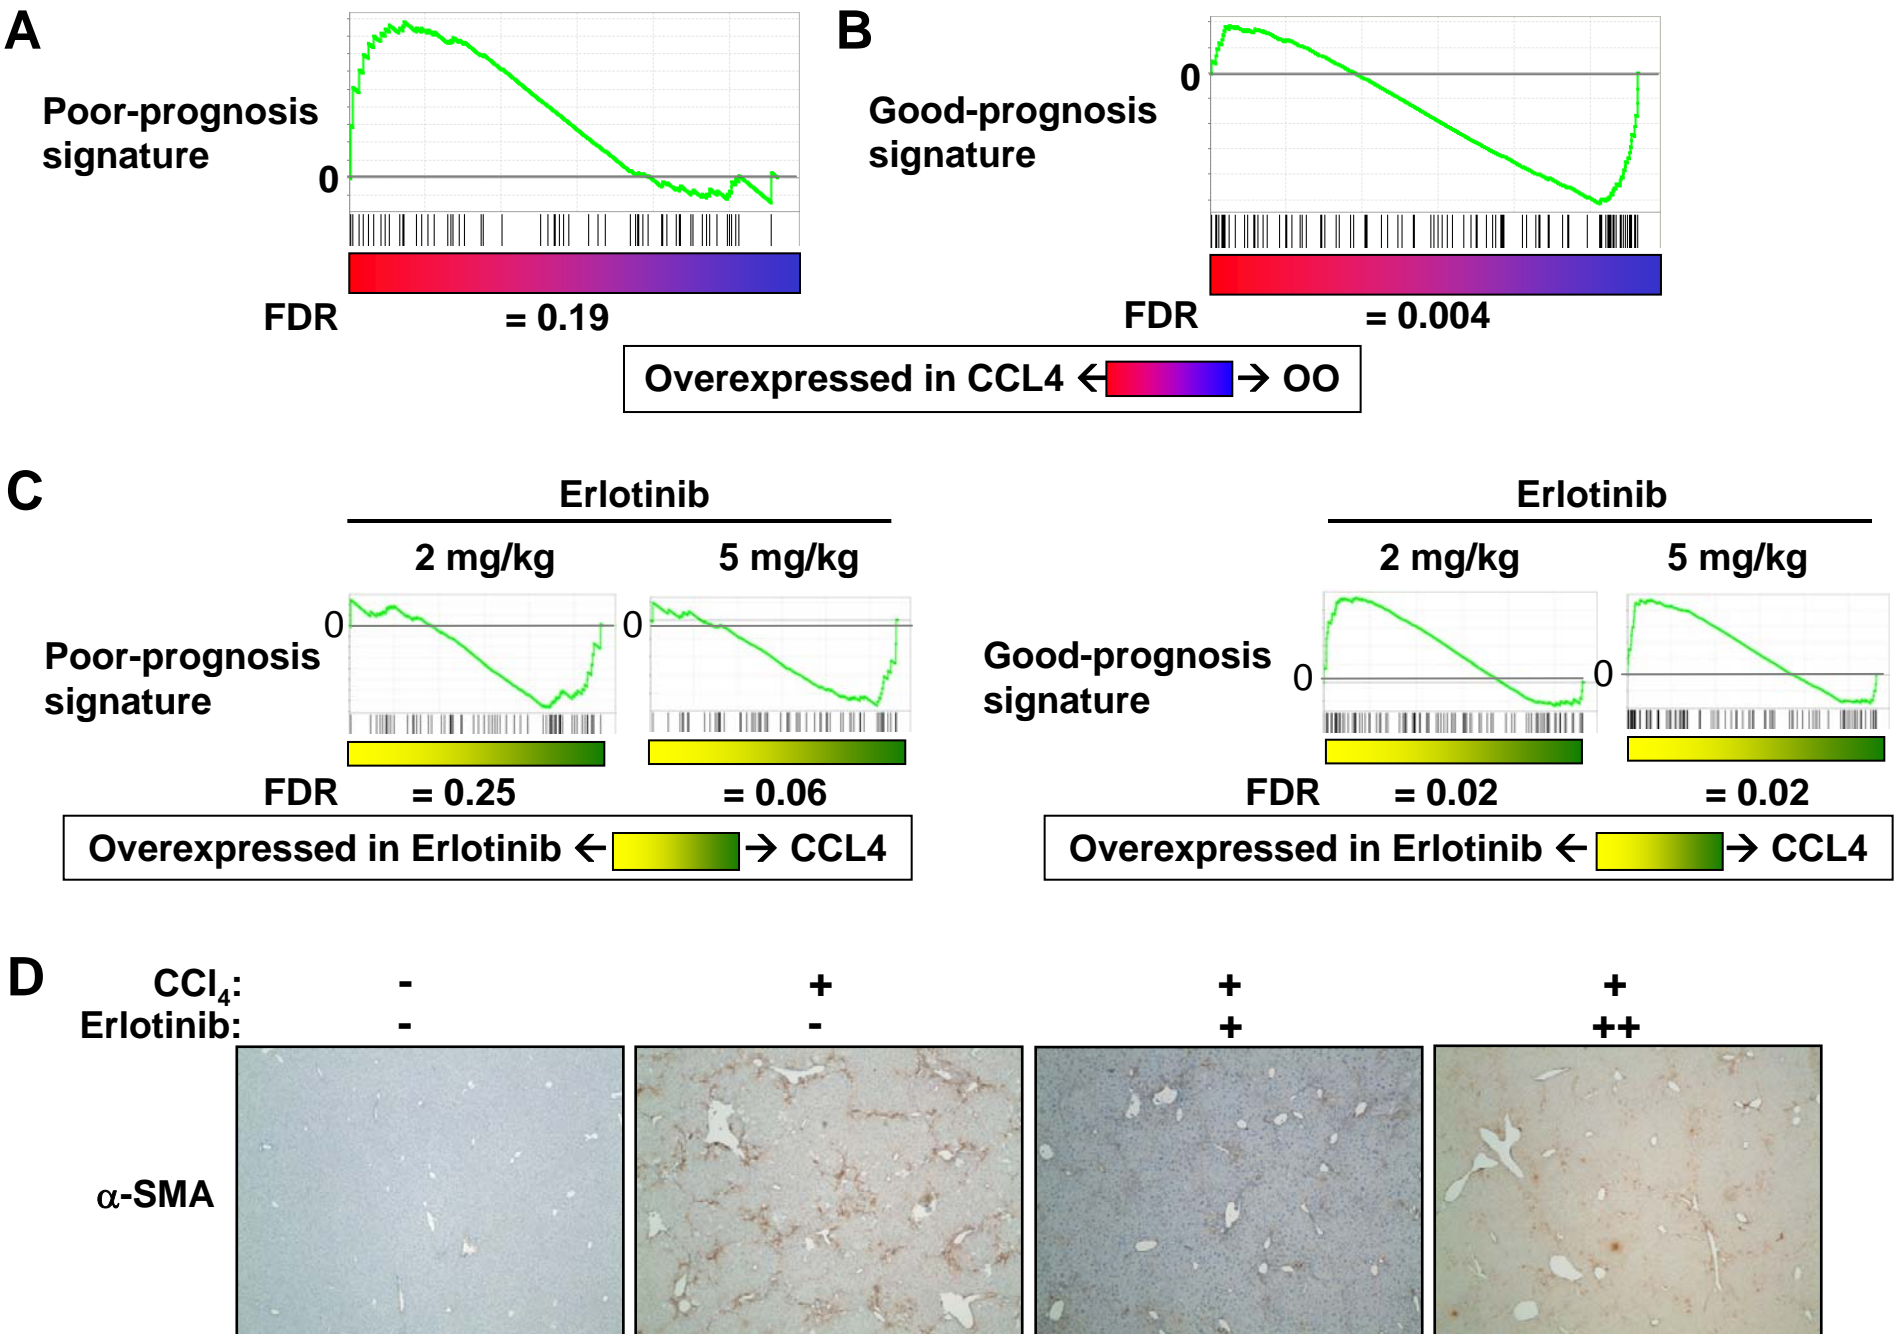 A
B
Poor-prognosis
signature
0
Good-prognosis
signature
0
FDR = 0.19
FDR = 0.004
Overexpressed in CCL4 ← → OO
C
Erlotinib
Erlotinib
2 mg/kg 5 mg/kg
2 mg/kg 5 mg/kg
Poor-prognosis
signature
0 0
Good-prognosis
signature
0 0
FDR = 0.25 = 0.06
FDR = 0.02 = 0.02
Overexpressed in Erlotinib ← → CCL4
Overexpressed in Erlotinib ← → CCL4
D
CCl₄: - + + +
Erlotinib: - - + ++
α-SMA